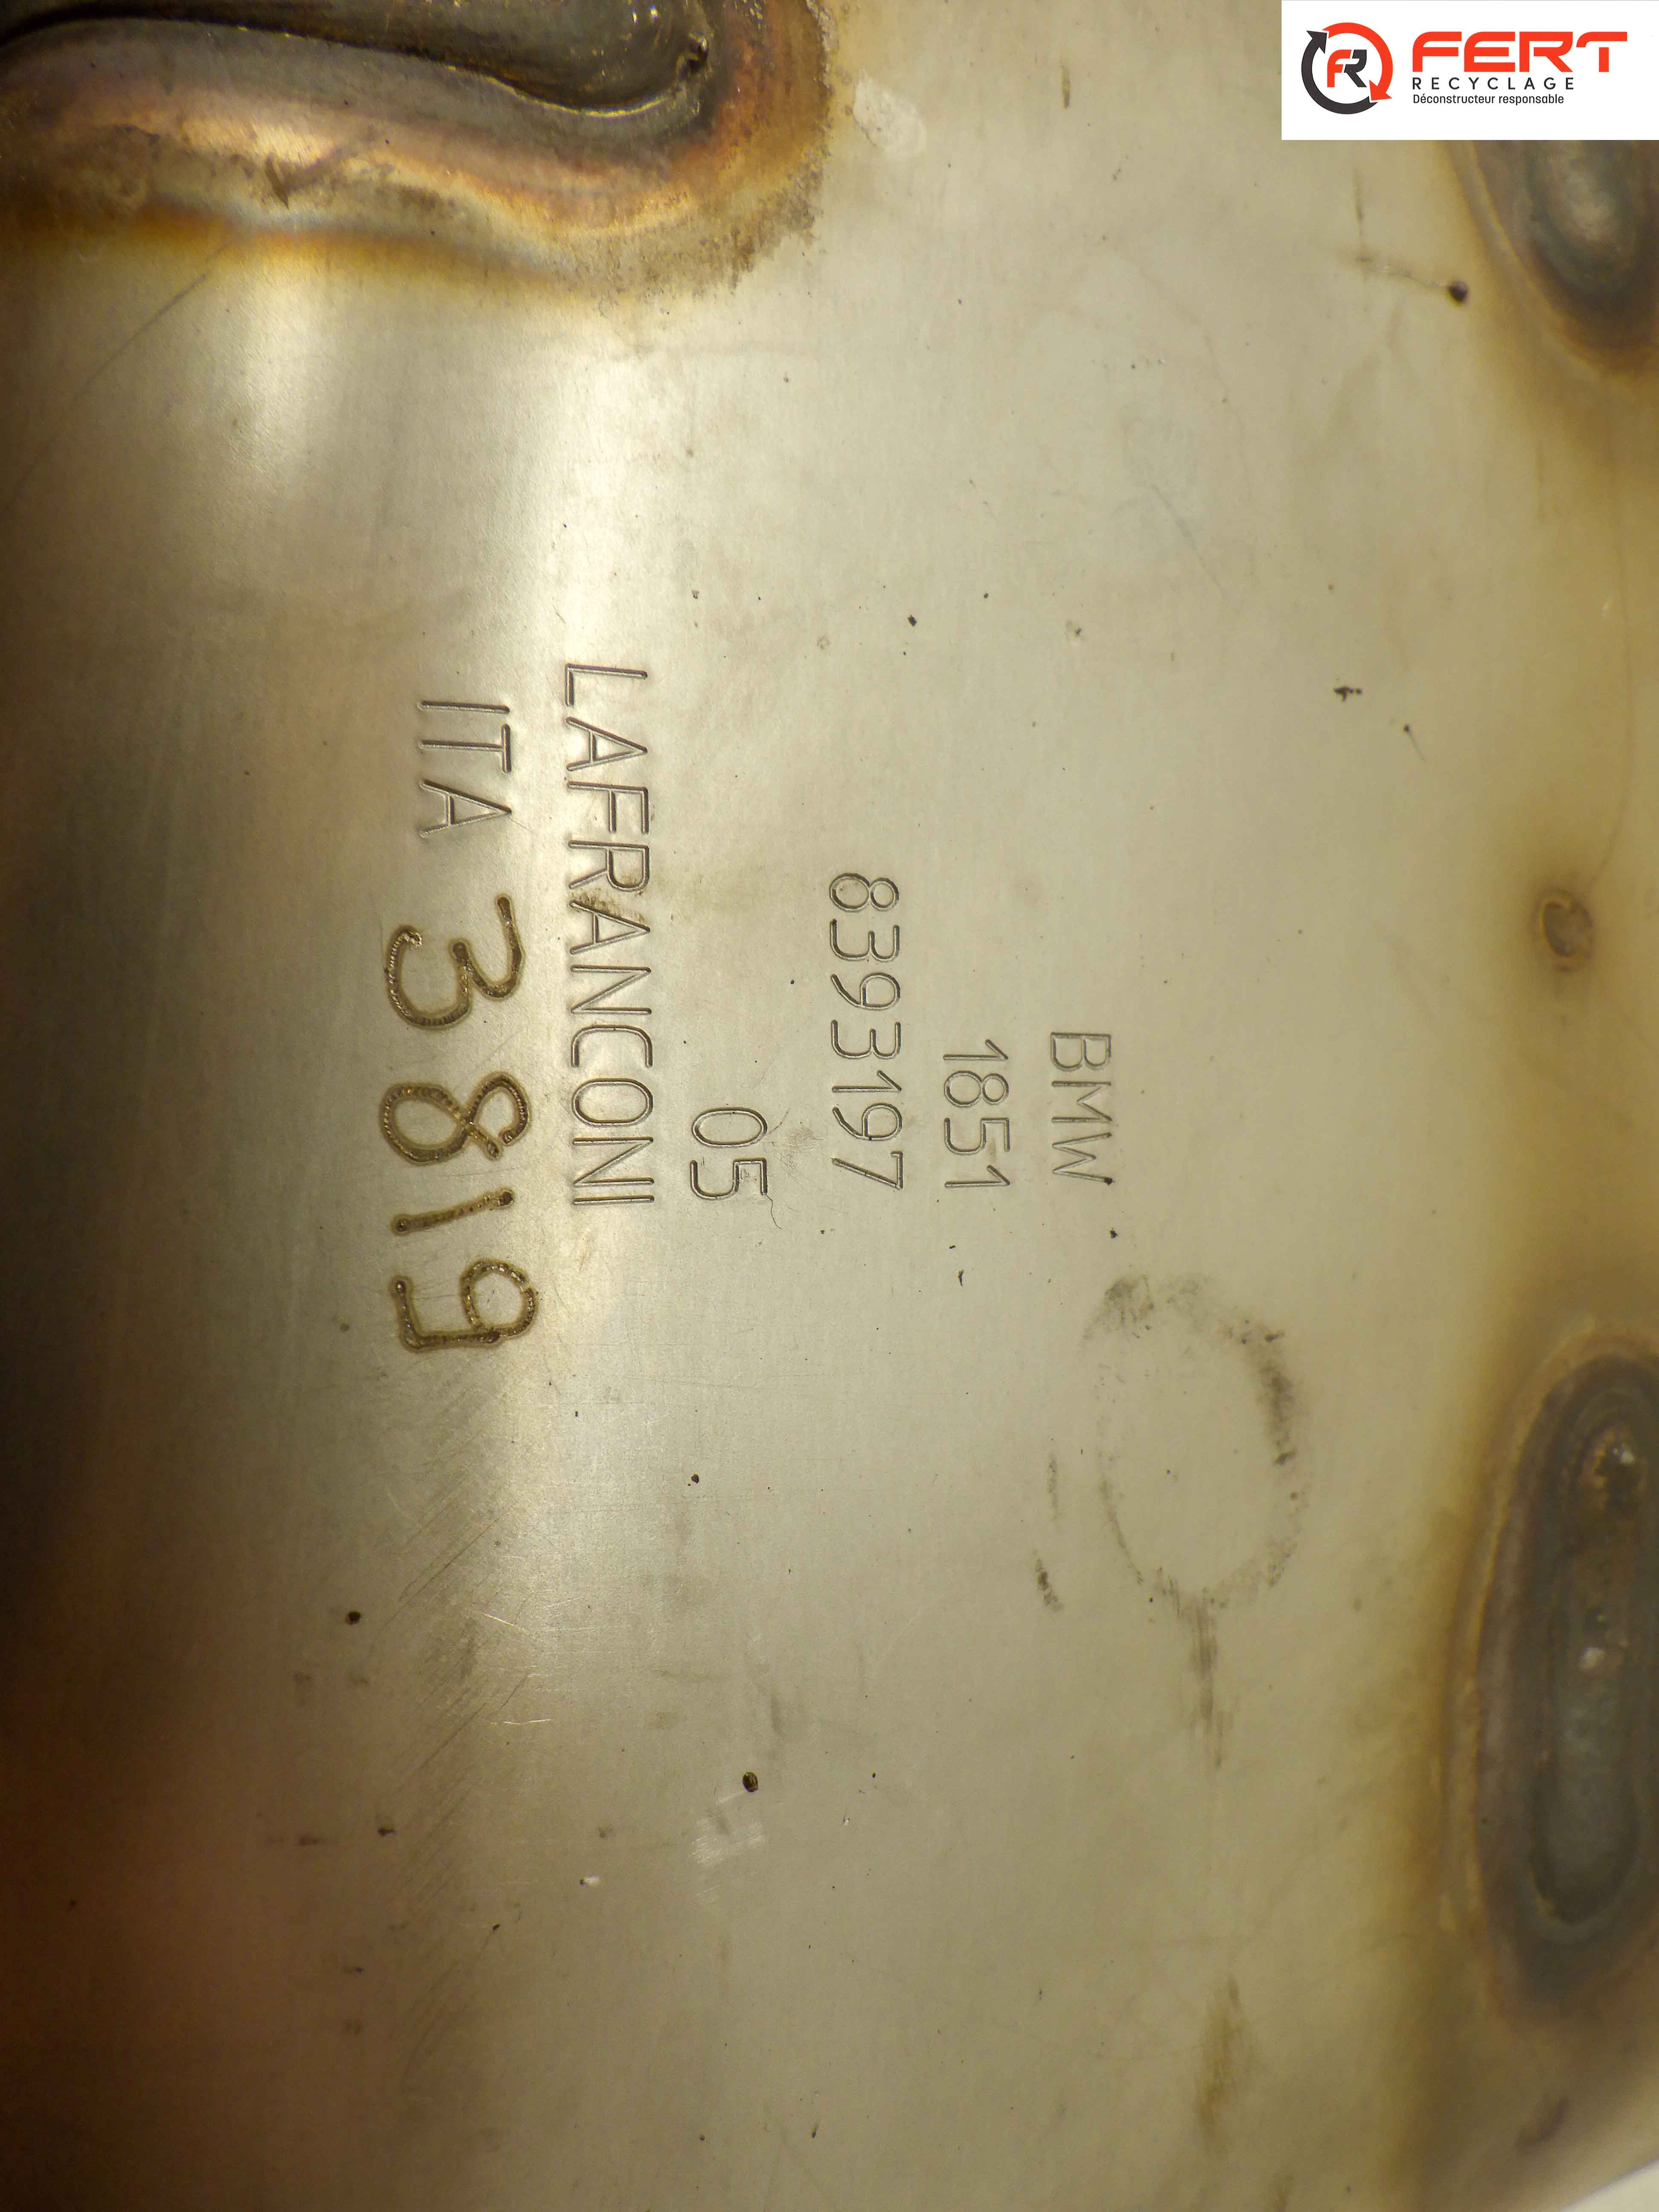 FERT
RECYCLAGE
Déconstructeur responsable
BMW
1851
8393197
05
LAFRANCONI
ITA 3819